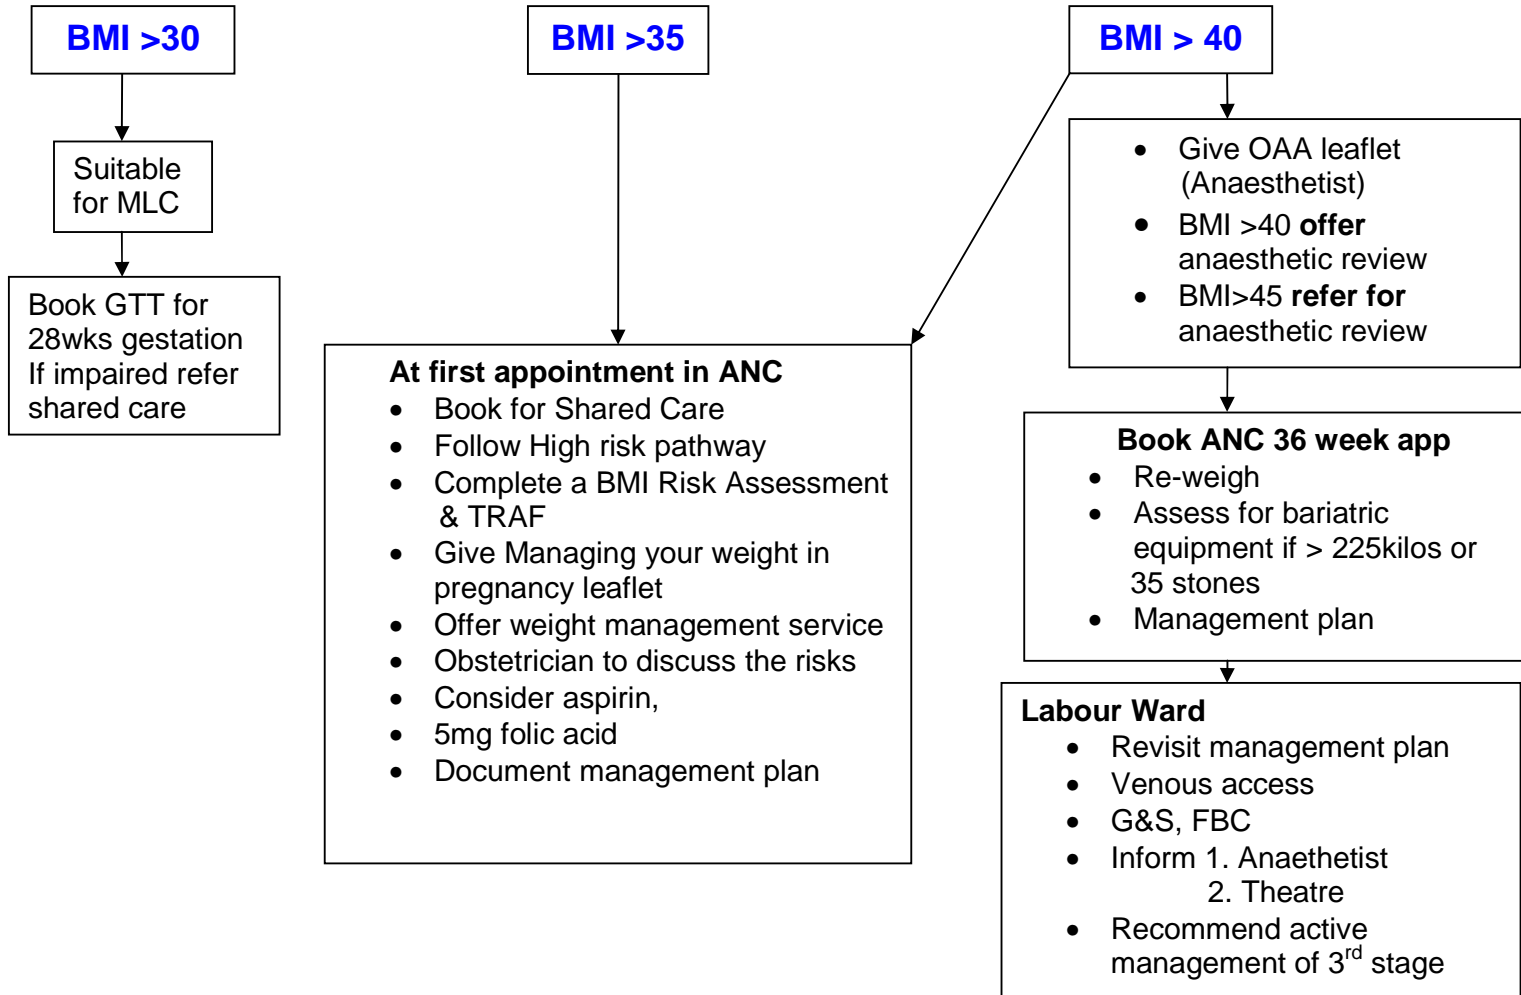 BMI >30
Suitable
for MLC
Book GTT for
28wks gestation
If impaired refer
shared care
BMI >35
At first appointment in ANC
• Book for Shared Care
• Follow High risk pathway
• Complete a BMI Risk Assessment
& TRAF
• Give Managing your weight in
pregnancy leaflet
• Offer weight management service
• Obstetrician to discuss the risks
• Consider aspirin,
• 5mg folic acid
• Document management plan
BMI > 40
• Give OAA leaflet
(Anaesthetist)
• BMI >40 offer
anaesthetic review
• BMI>45 refer for
anaesthetic review
Book ANC 36 week app
• Re-weigh
• Assess for bariatric
equipment if > 225kilos or
35 stones
• Management plan
Labour Ward
• Revisit management plan
• Venous access
• G&S, FBC
• Inform 1. Anaethetist
2. Theatre
• Recommend active
management of 3rd stage